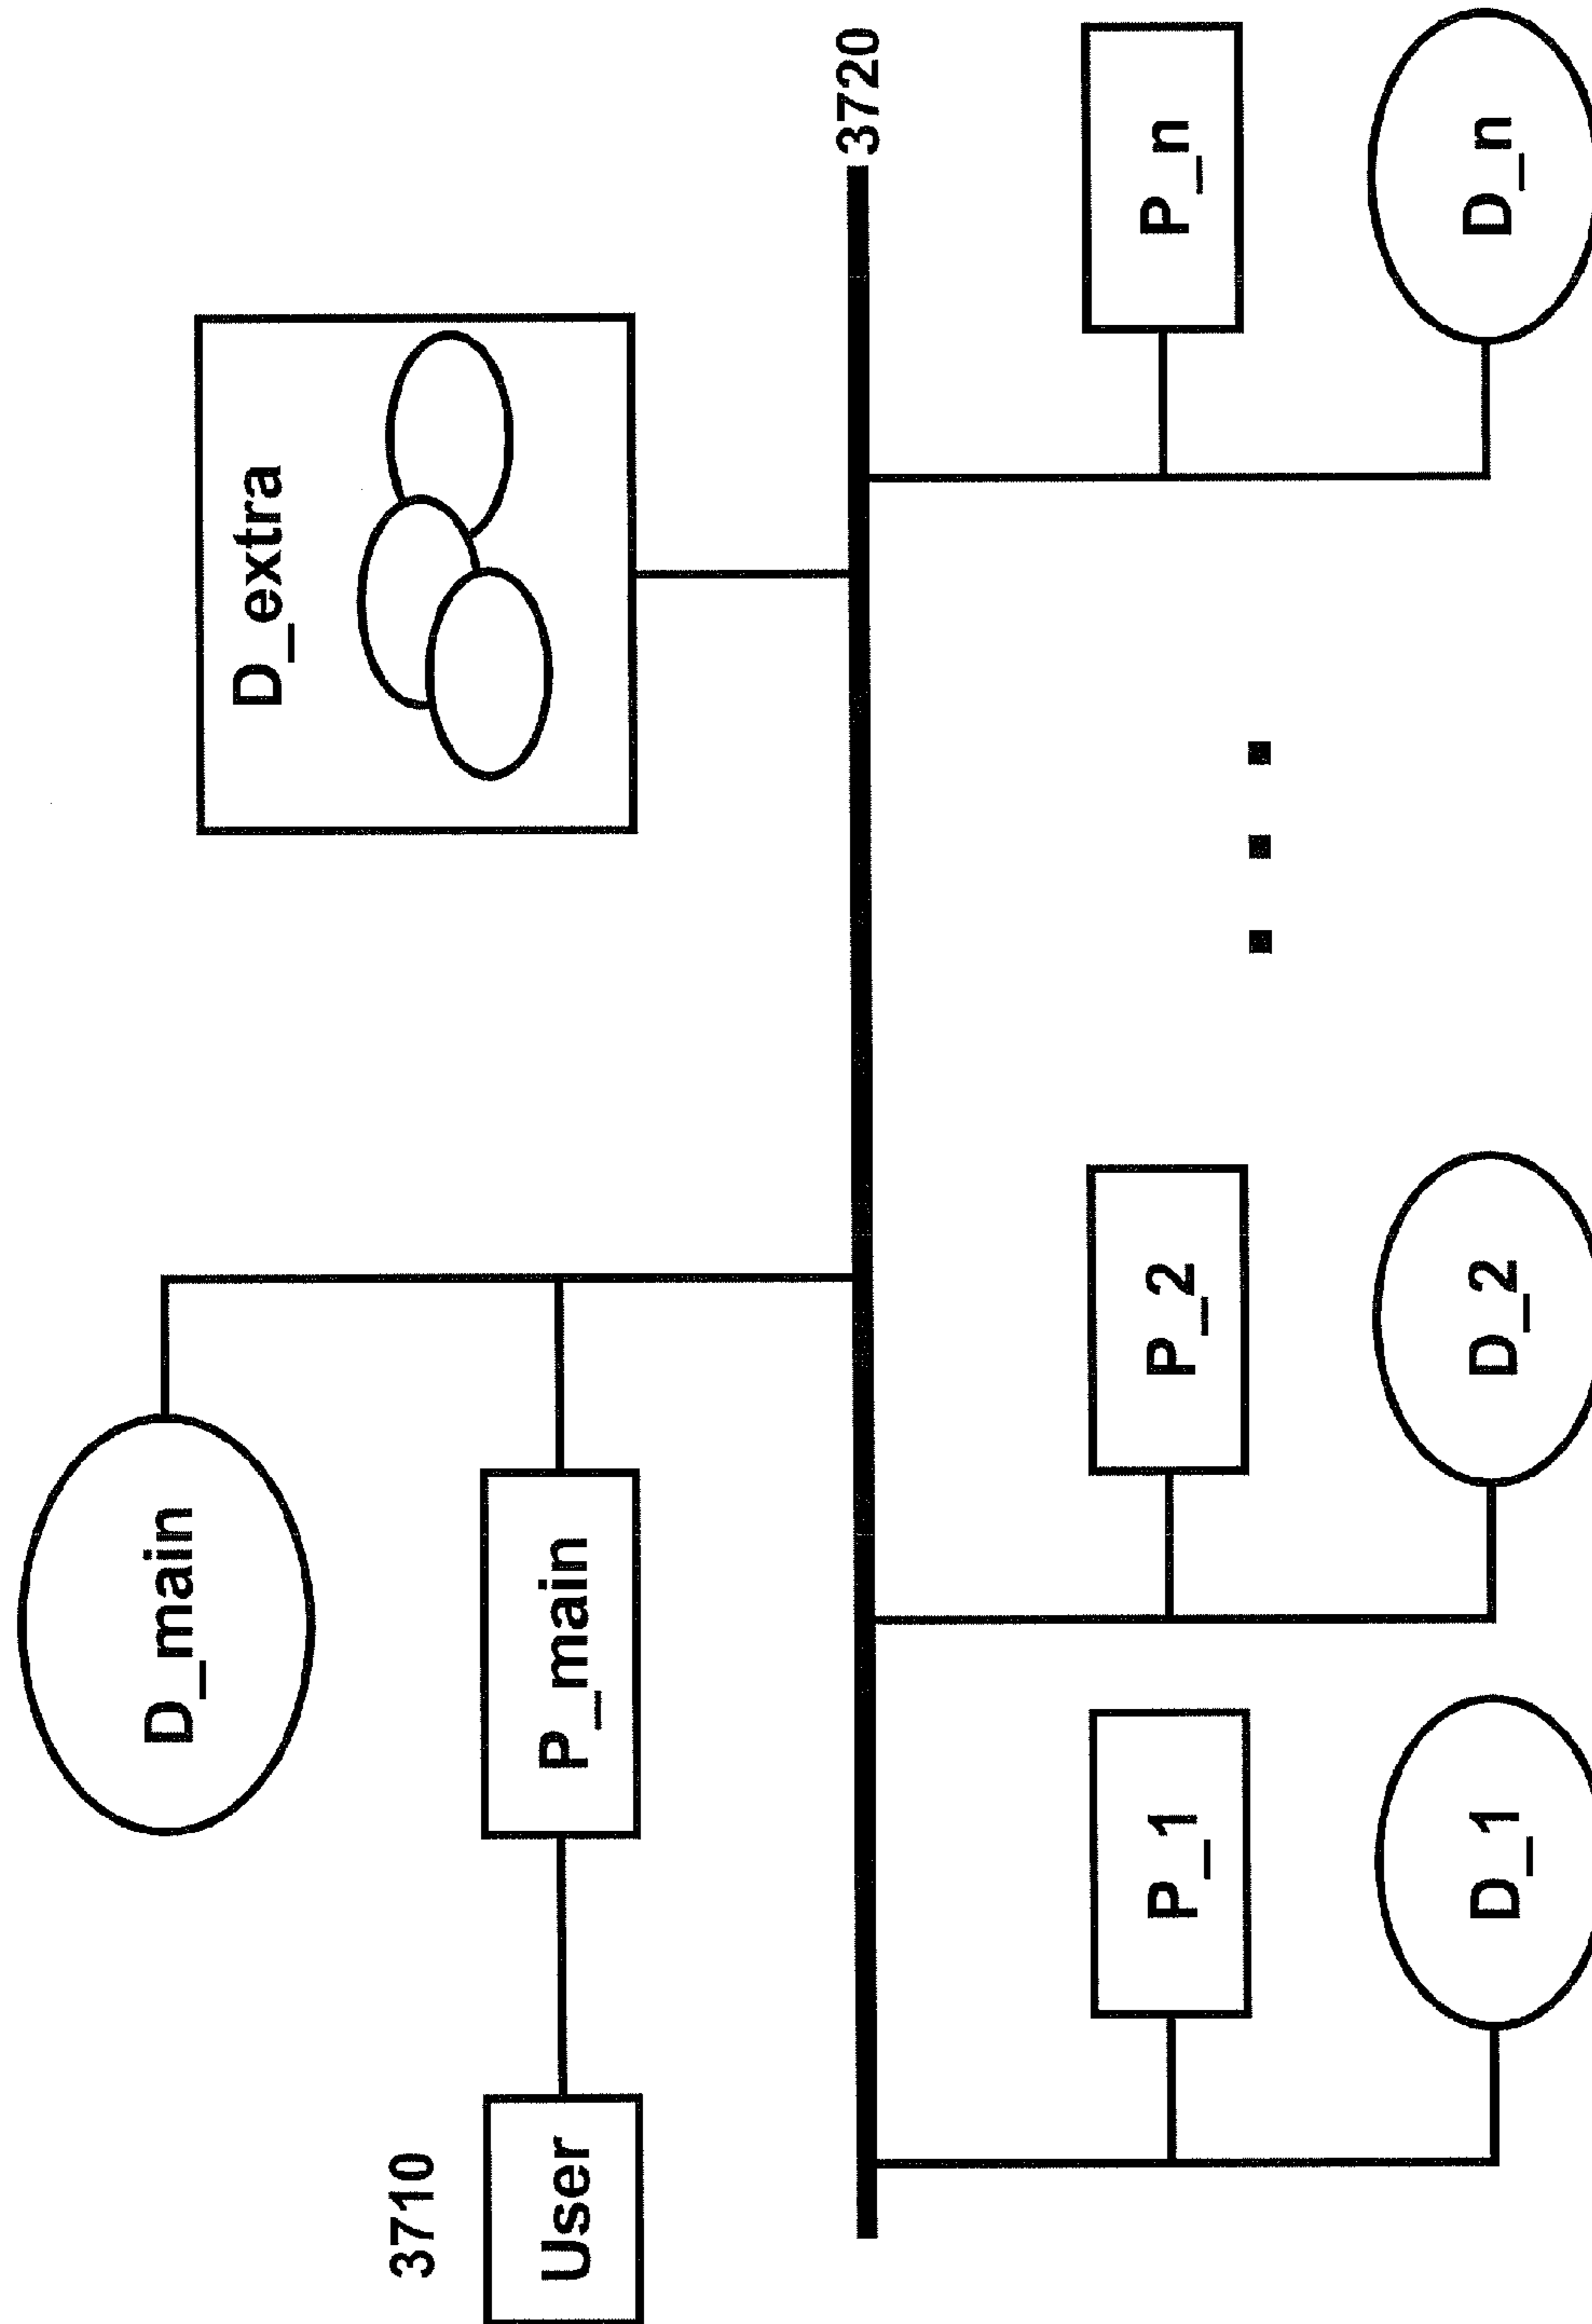 D_main
D_extra
3710
User
P_main
3720
P_1
P_2
P_n
D_1
D_2
D_n